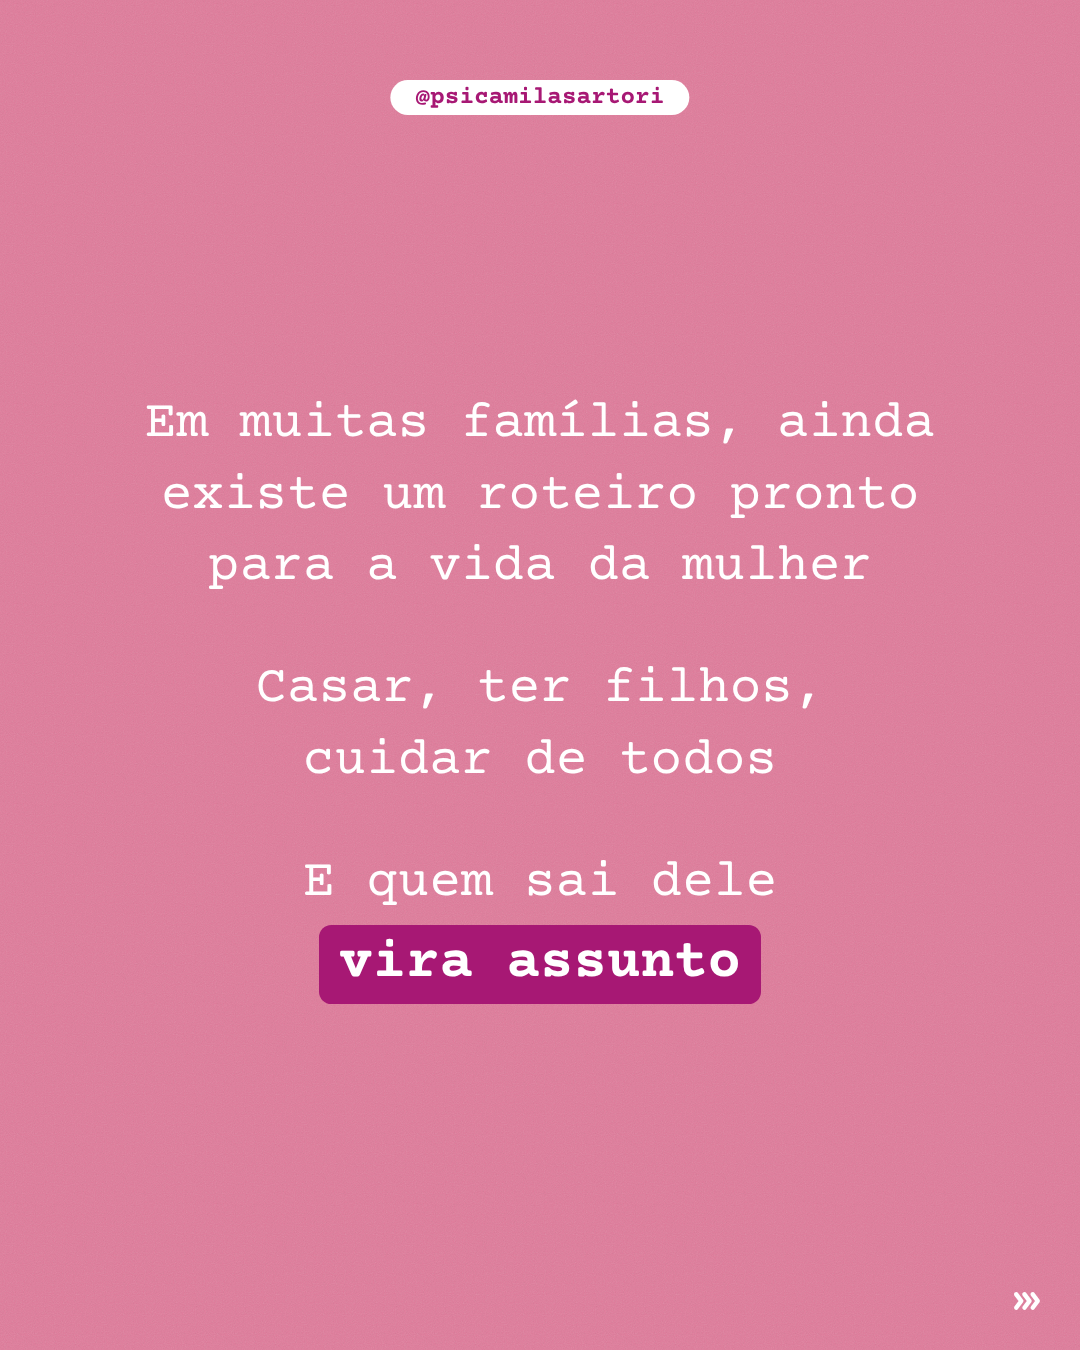 @psicamilasartori
Em muitas famílias, ainda
existe um roteiro pronto
para a vida da mulher
Casar, ter filhos,
cuidar de todos
E quem sai dele
vira assunto